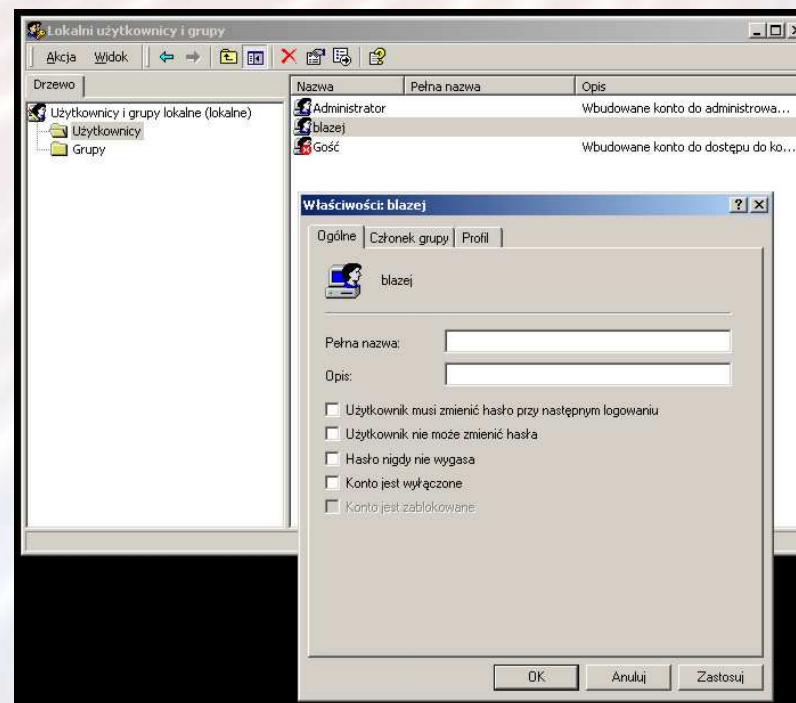 Lokalni użytkownicy i grupy
Akcja Widok
Drzewo
Użytkownicy i grupy lokalne (lokalne)
Użytkownicy
Grupy
Nazwa Pełna nazwa Opis
Administrator Wbudowane konto do administrowa...
blazej
Gość Wbudowane konto do dostępu do ko...
Właściwości: blazej
Ogólne Członek grupy Profil
blazej
Pełna nazwa:
Opis:
Użytkownik musi zmienić hasło przy następnym logowaniu
Użytkownik nie może zmienić hasła
Hasło nigdy nie wygasa
Konto jest wyłączone
Konto jest zablokowane
OK Anuluj Zastosuj